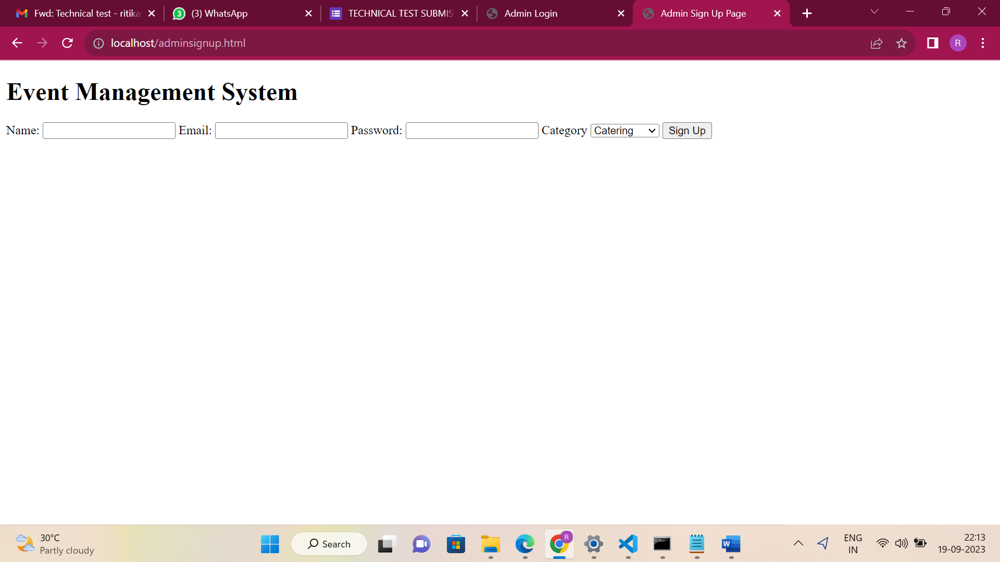 Fwd: Technical test - ritika
(3) WhatsApp
TECHNICAL TEST SUBMIS
Admin Login
Admin Sign Up Page
localhost/adminsignup.html
R
Event Management System
Name: Email: Password: Category Catering Sign Up
30°C
Partly cloudy
Search
R
ENG
IN
22:13
19-09-2023